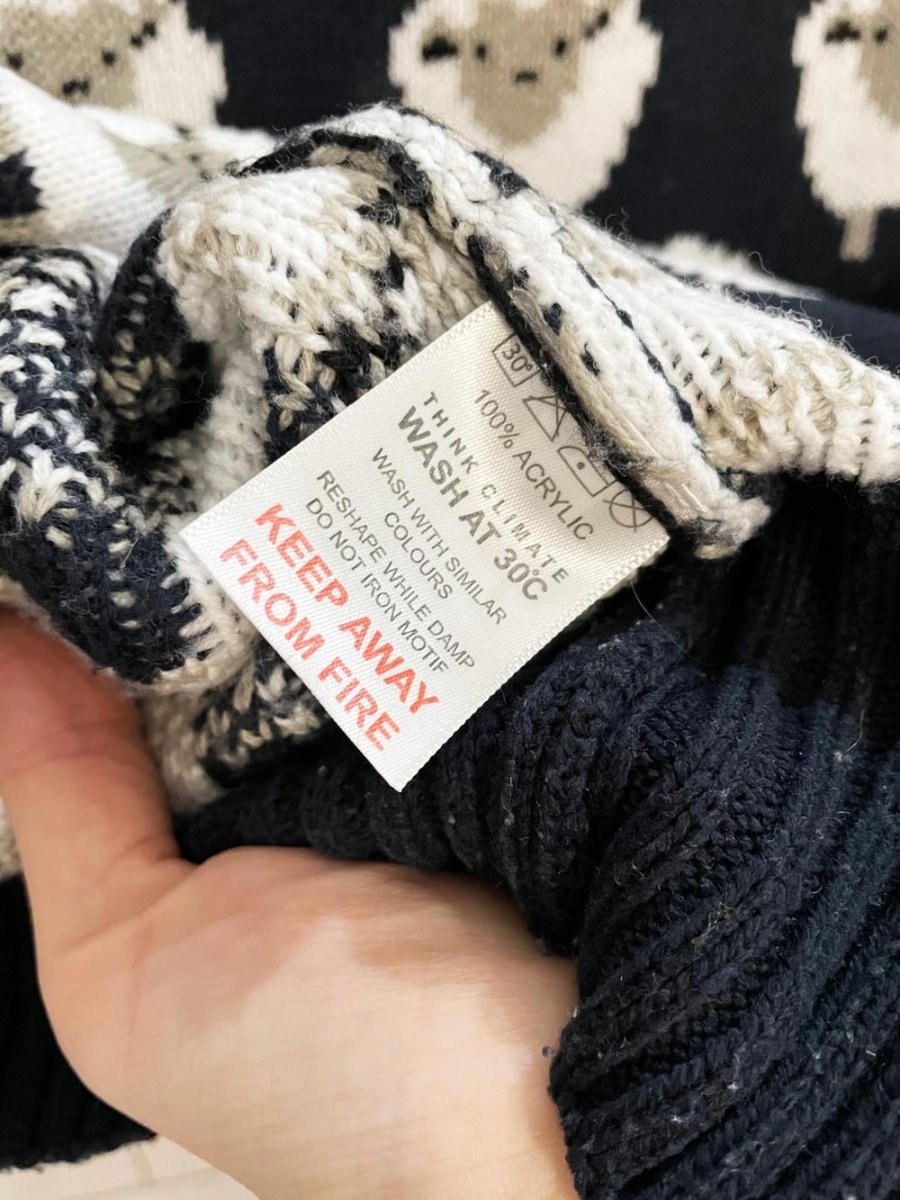 30°
100% ACRYLIC
THINK CLIMATE
WASH AT 30C
WASH WITH SIMILAR
COLOURS
RESHAPE WHILE DAMP
DO NOT IRON MOTIF
KEEP AWAY
FROM FIRE